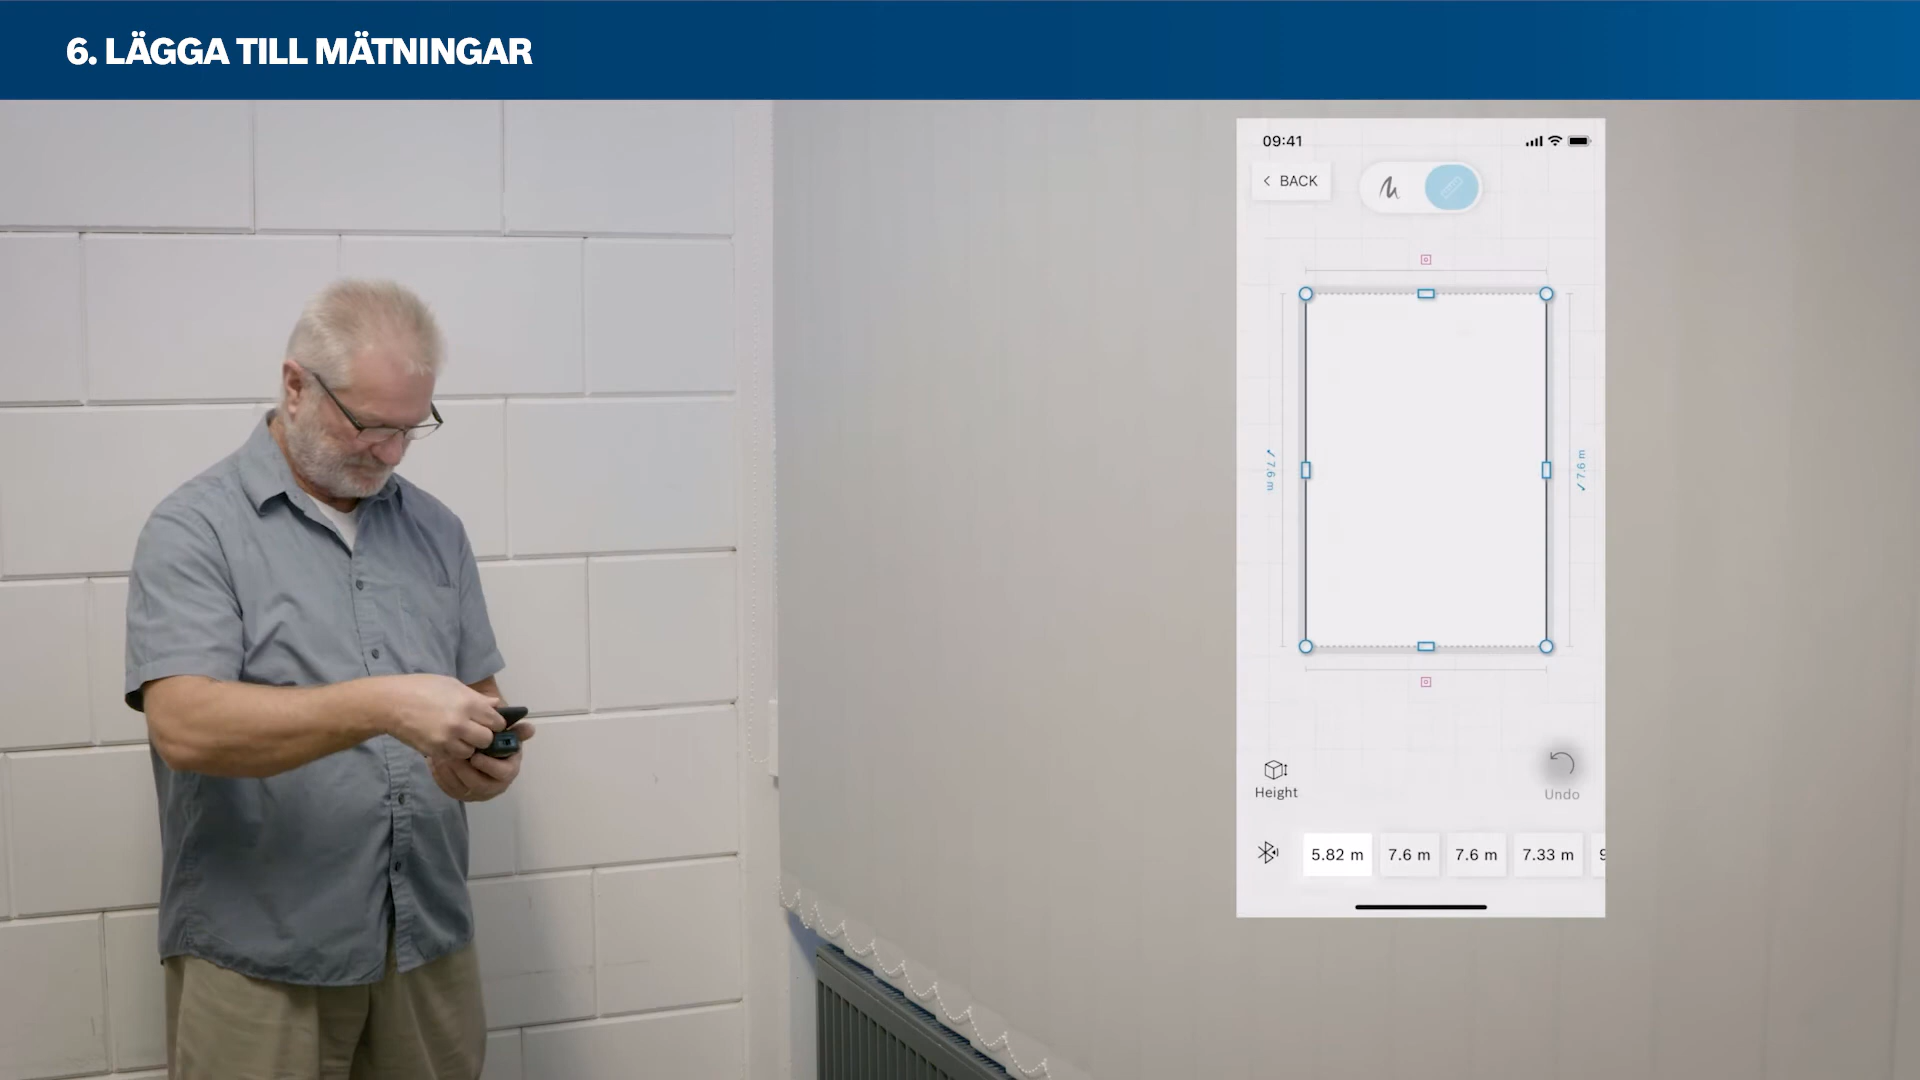 6. LÄGGA TILL MÄTNINGAR
09:41
BACK
7.6 m
7.6 m
Height
Undo
5.82 m 7.6 m 7.6 m 7.33 m 9